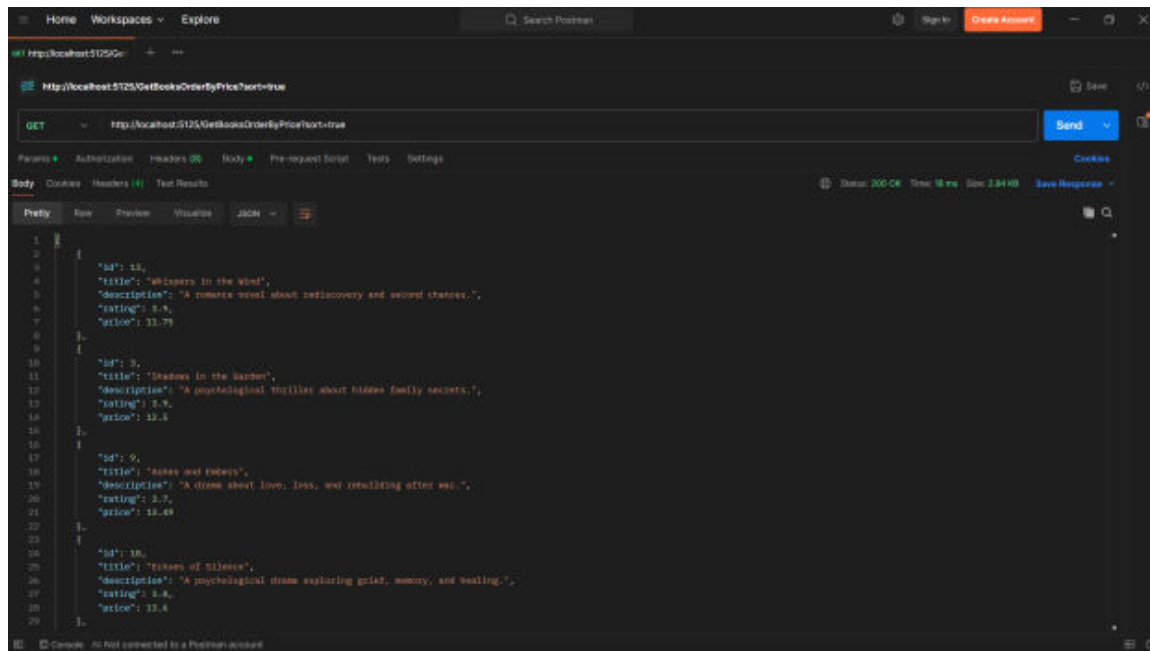 Home Workspaces Explore Search Postman Sign In Create Account
GET http://localhost:5125/Ge
http://localhost:5125/GetBooksOrderByPrice?sort=true Save
GET http://localhost:5125/GetBooksOrderByPrice?sort=true Send
Params Authorization Headers Body Pre-request Script Tests Settings Cookies
Body Cookies Headers (4) Test Results Status: 200 OK Time: 18 ms Size: 2.84 KB Save Response
Pretty Raw Preview Visualize JSON
1 [
2 {
3 "id": 13,
4 "title": "Whispers in the Wind",
5 "description": "A romance novel about rediscovery and second chances.",
6 "rating": 3.9,
7 "price": 11.75
8 },
9 {
10 "id": 3,
11 "title": "Shadows in the Garden",
12 "description": "A psychological thriller about hidden family secrets.",
13 "rating": 3.9,
14 "price": 12.5
15 },
16 {
17 "id": 9,
18 "title": "Ashes and Embers",
19 "description": "A drama about love, loss, and rebuilding after war.",
20 "rating": 3.7,
21 "price": 12.49
22 },
23 {
24 "id": 18,
25 "title": "Echoes of Silence",
26 "description": "A psychological drama exploring grief, memory, and healing.",
27 "rating": 3.8,
28 "price": 13.6
29 },
Console Not connected to a Postman account